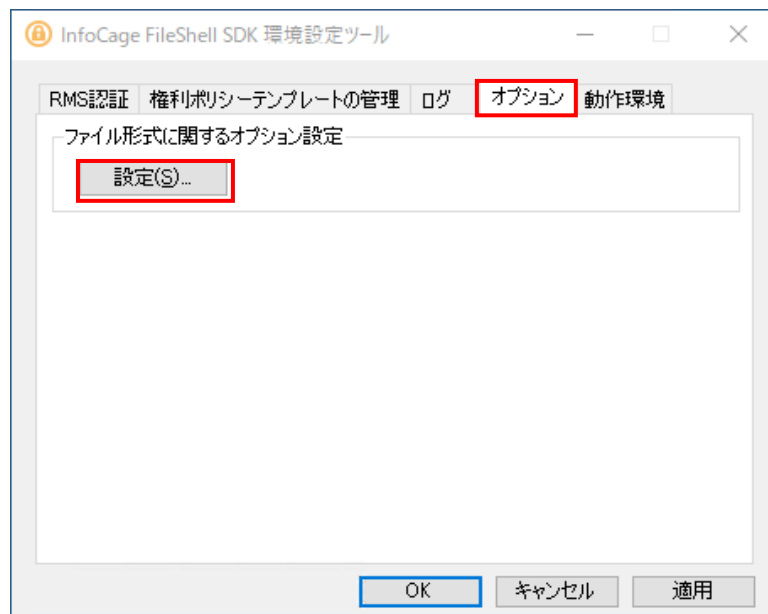 InfoCage FileShell SDK 環境設定ツール
RMS認証 権利ポリシーテンプレートの管理 ログ オプション 動作環境
ファイル形式に関するオプション設定
設定(S)...
OK キャンセル 適用